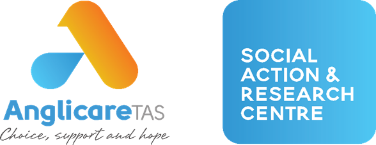 AnglicareTAS
Choice, support and hope
SOCIAL
ACTION &
RESEARCH
CENTRE